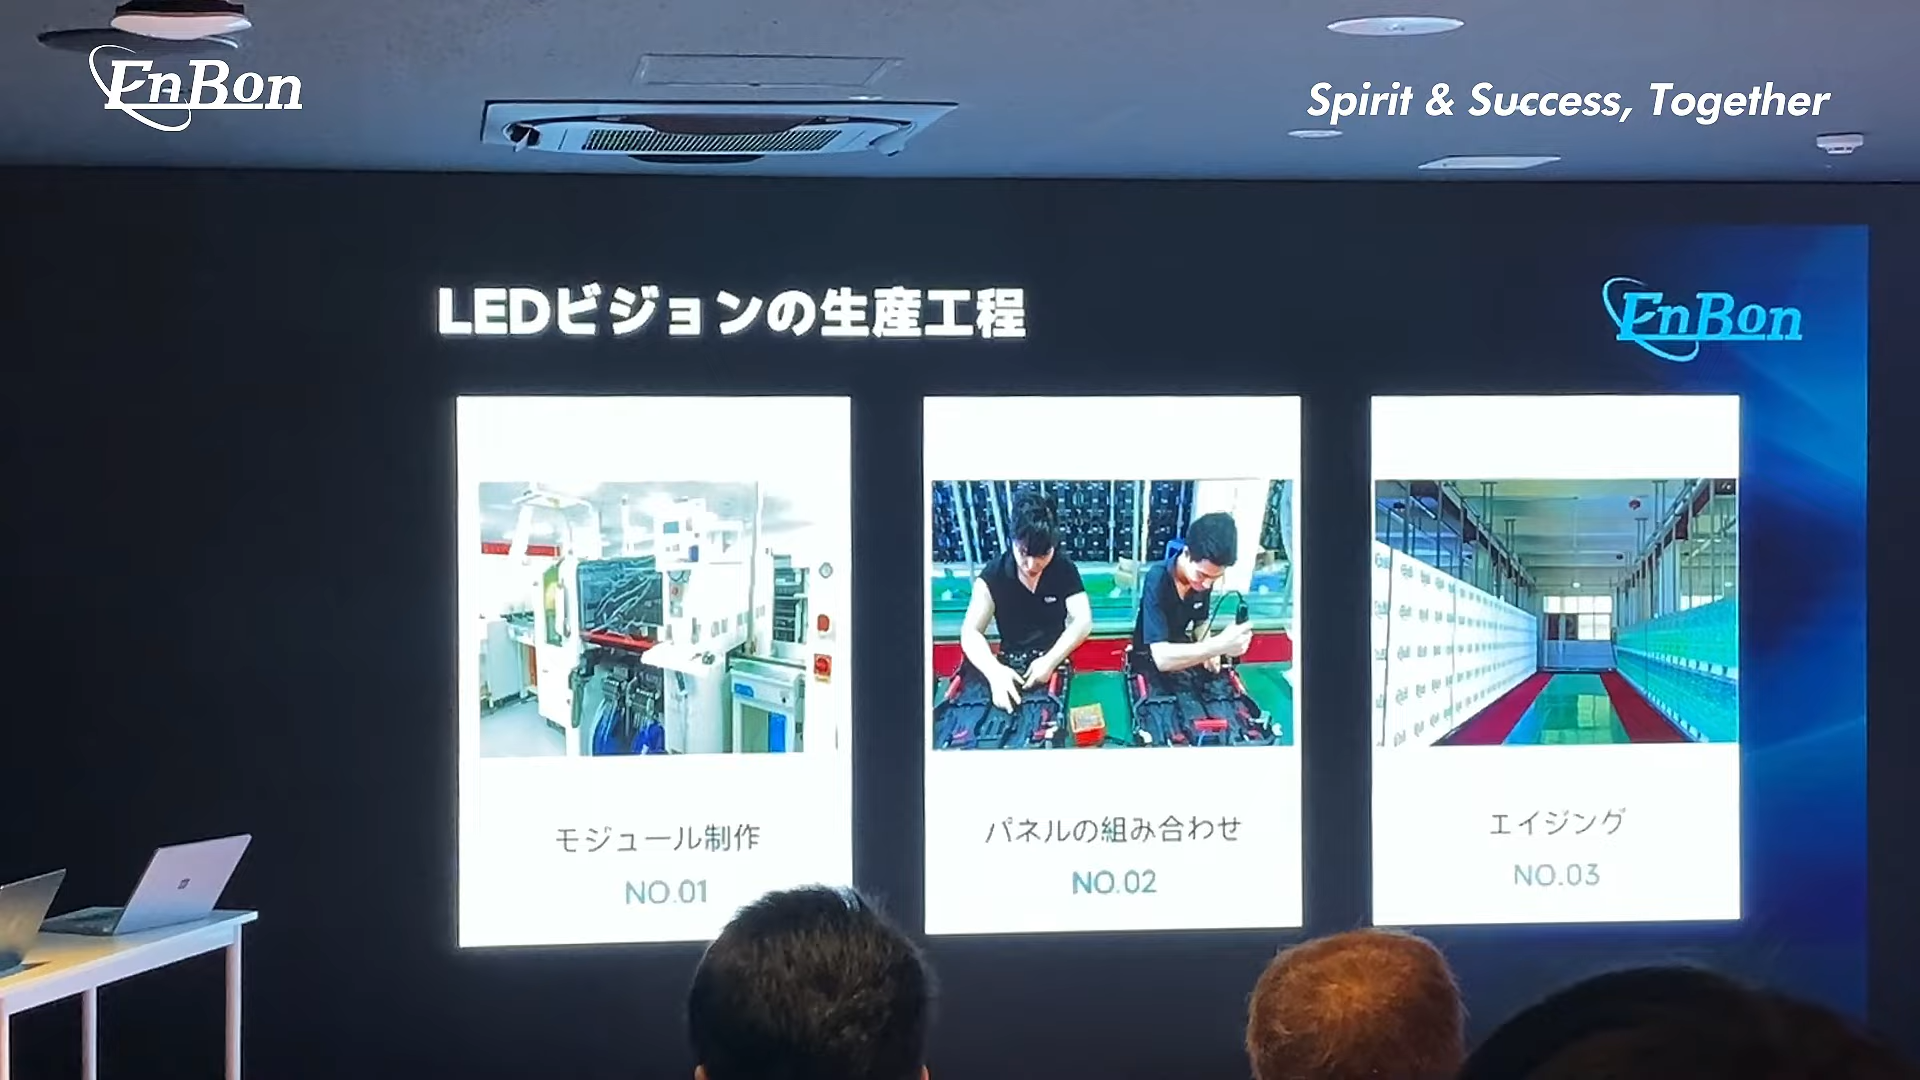 EnBon
Spirit & Success, Together
LEDビジョンの生産工程
EnBon
モジュール制作
NO.01
パネルの組み合わせ
NO.02
エイジング
NO.03